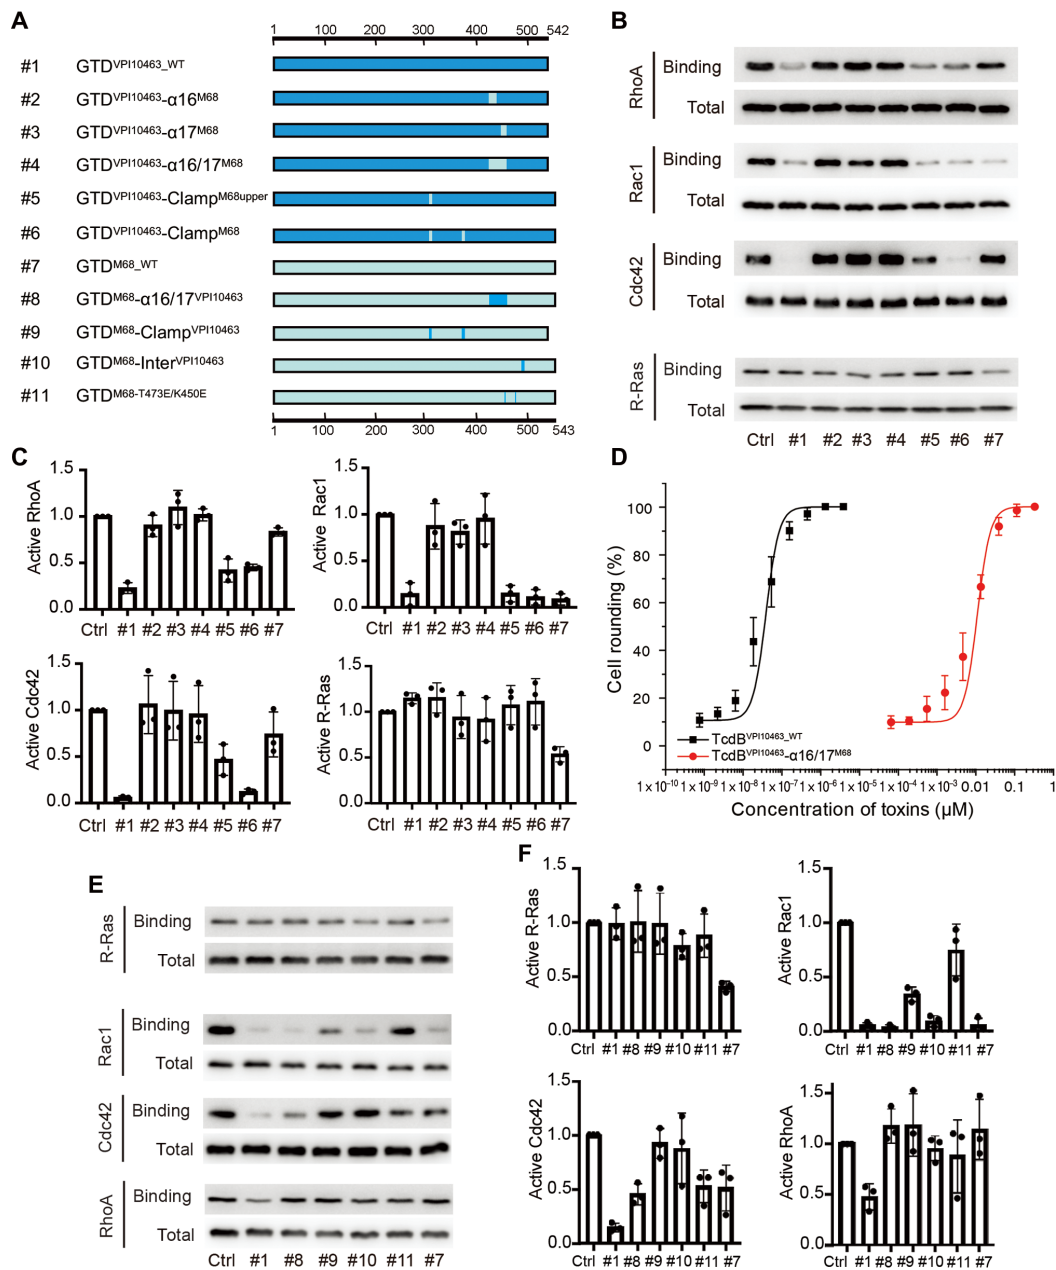 A
1 100 200 300 400 500 542
#1 GTDVPI10463_WT
#2 GTDVPI10463-α16M68
#3 GTDVPI10463-α17M68
#4 GTDVPI10463-α16/17M68
#5 GTDVPI10463-ClampM68upper
#6 GTDVPI10463-ClampM68
#7 GTDM68_WT
#8 GTDM68-α16/17VPI10463
#9 GTDM68-ClampVPI10463
#10 GTDM68-InterVPI10463
#11 GTDM68-T473E/K450E
1 100 200 300 400 500 543
B
RhoA
Binding
Total
Rac1
Binding
Total
Cdc42
Binding
Total
R-Ras
Binding
Total
Ctrl #1 #2 #3 #4 #5 #6 #7
C
Active RhoA
1.5
1.0
0.5
0.0
Ctrl #1 #2 #3 #4 #5 #6 #7
Active Rac1
1.5
1.0
0.5
0.0
Ctrl #1 #2 #3 #4 #5 #6 #7
Active Cdc42
1.5
1.0
0.5
0.0
Ctrl #1 #2 #3 #4 #5 #6 #7
Active R-Ras
1.5
1.0
0.5
0.0
Ctrl #1 #2 #3 #4 #5 #6 #7
D
Cell rounding (%)
100
80
60
40
20
0
TcdBVPI10463_WT
TcdBVPI10463-α16/17M68
1×10-10 1×10-9 1×10-8 1×10-7 1×10-6 1×10-5 1×10-4 1×10-3 0.01 0.1 1
Concentration of toxins (μM)
E
R-Ras
Binding
Total
Rac1
Binding
Total
Cdc42
Binding
Total
RhoA
Binding
Total
Ctrl #1 #8 #9 #10 #11 #7
F
Active R-Ras
1.5
1.0
0.5
0.0
Ctrl #1 #8 #9 #10 #11 #7
Active Rac1
1.5
1.0
0.5
0.0
Ctrl #1 #8 #9 #10 #11 #7
Active Cdc42
1.5
1.0
0.5
0.0
Ctrl #1 #8 #9 #10 #11 #7
Active RhoA
1.5
1.0
0.5
0.0
Ctrl #1 #8 #9 #10 #11 #7